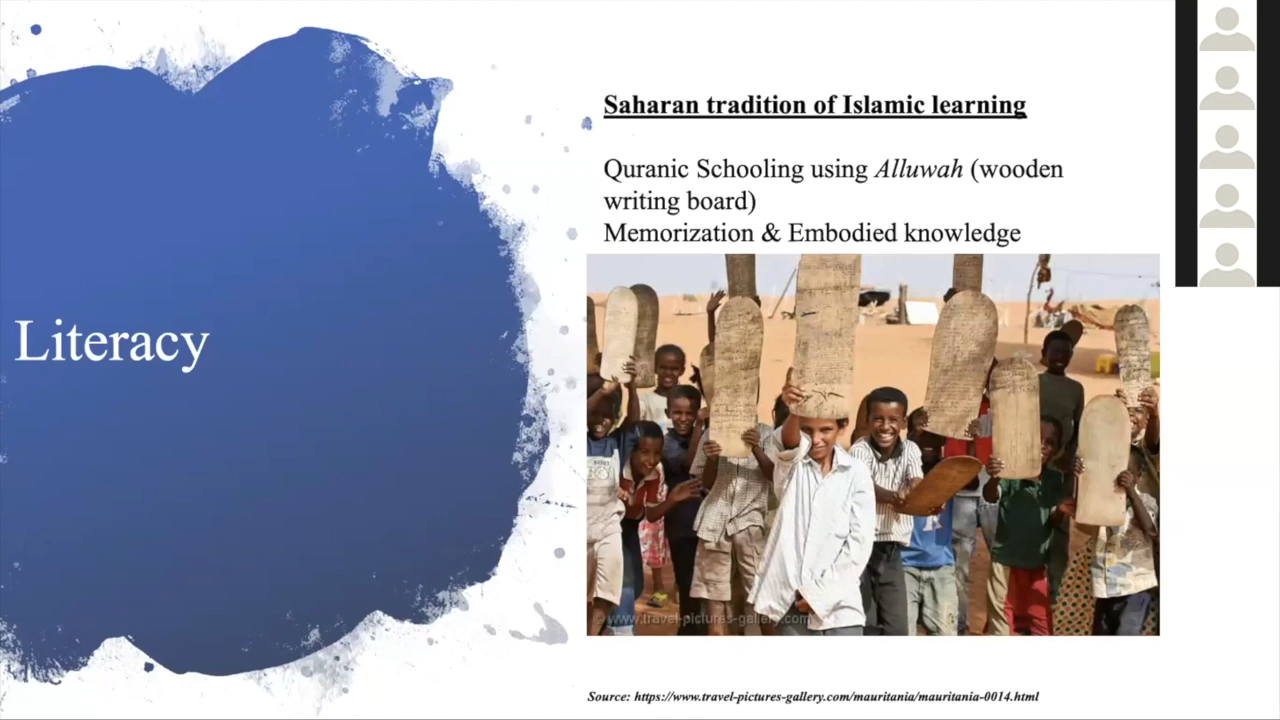 Literacy
Saharan tradition of Islamic learning
Quranic Schooling using Alluwah (wooden
writing board)
Memorization & Embodied knowledge
© www.travel-pictures-gallery.com
Source: https://www.travel-pictures-gallery.com/mauritania/mauritania-0014.html